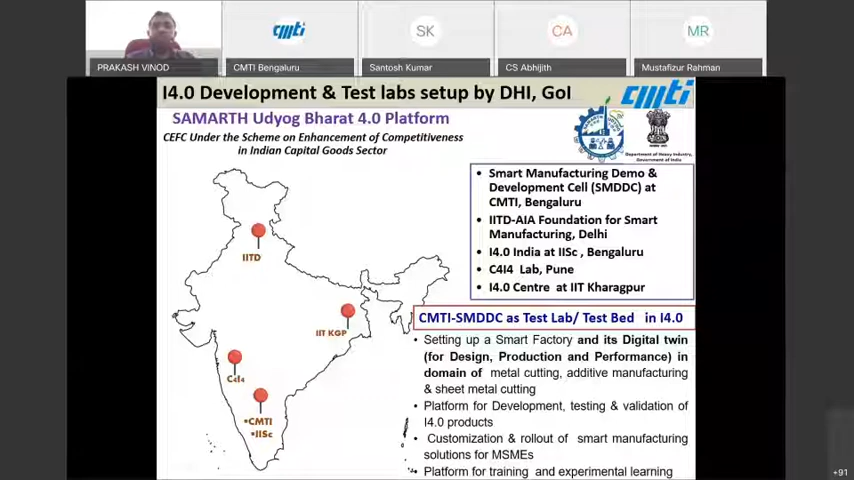 SK
CA
MR
PRAKASH VINOD
CMTI Bengaluru
Santosh Kumar
CS Abhijith
Mustafizur Rahman
I4.0 Development & Test labs setup by DHI, GoI
cmti
SAMARTH Udyog Bharat 4.0 Platform
CEFC Under the Scheme on Enhancement of Competitiveness
in Indian Capital Goods Sector
Department of Heavy Industry,
Government of India
• Smart Manufacturing Demo &
Development Cell (SMDDC) at
CMTI, Bengaluru
• IITD-AIA Foundation for Smart
Manufacturing, Delhi
• I4.0 India at IISc , Bengaluru
• C4I4 Lab, Pune
• I4.0 Centre at IIT Kharagpur
IITD
IIT KGP
C4I4
•CMTI
•IISc
CMTI-SMDDC as Test Lab/ Test Bed in I4.0
• Setting up a Smart Factory and its Digital twin
(for Design, Production and Performance) in
domain of metal cutting, additive manufacturing
& sheet metal cutting
• Platform for Development, testing & validation of
I4.0 products
• Customization & rollout of smart manufacturing
solutions for MSMEs
• Platform for training and experimental learning
+91